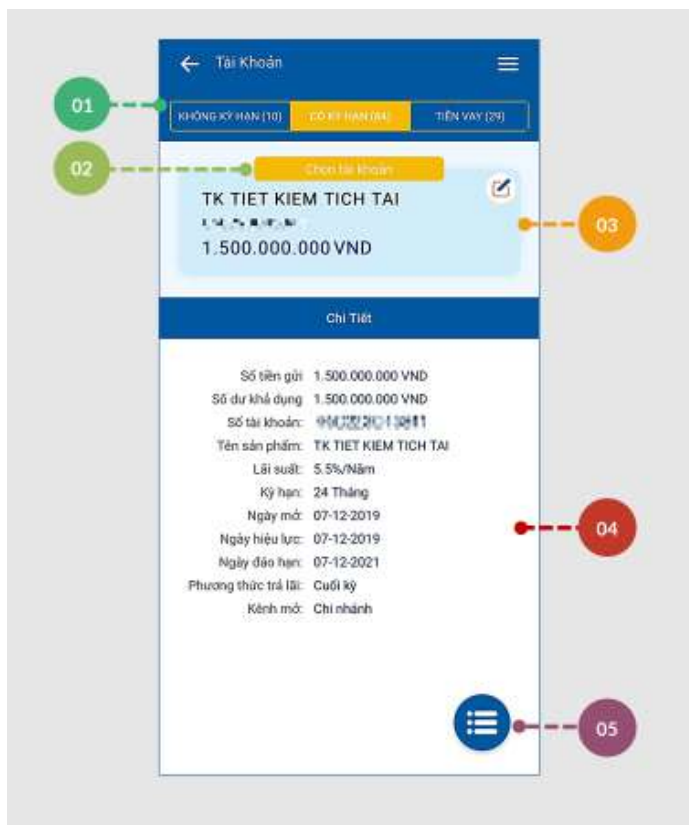 Tài Khoản
01
KHÔNG KỲ HẠN (10) CÓ KỲ HẠN (84) TIỀN VAY (29)
02
Chọn tài khoản
TK TIET KIEM TICH TAI
03
1.500.000.000 VND
Chi Tiết
Số tiền gửi 1.500.000.000 VND
Số dư khả dụng 1.500.000.000 VND
Số tài khoản:
Tên sản phẩm: TK TIET KIEM TICH TAI
Lãi suất: 5.5%/Năm
Kỳ hạn: 24 Tháng
Ngày mở: 07-12-2019
04
Ngày hiệu lực: 07-12-2019
Ngày đáo hạn: 07-12-2021
Phương thức trả lãi: Cuối kỳ
Kênh mở: Chi nhánh
05